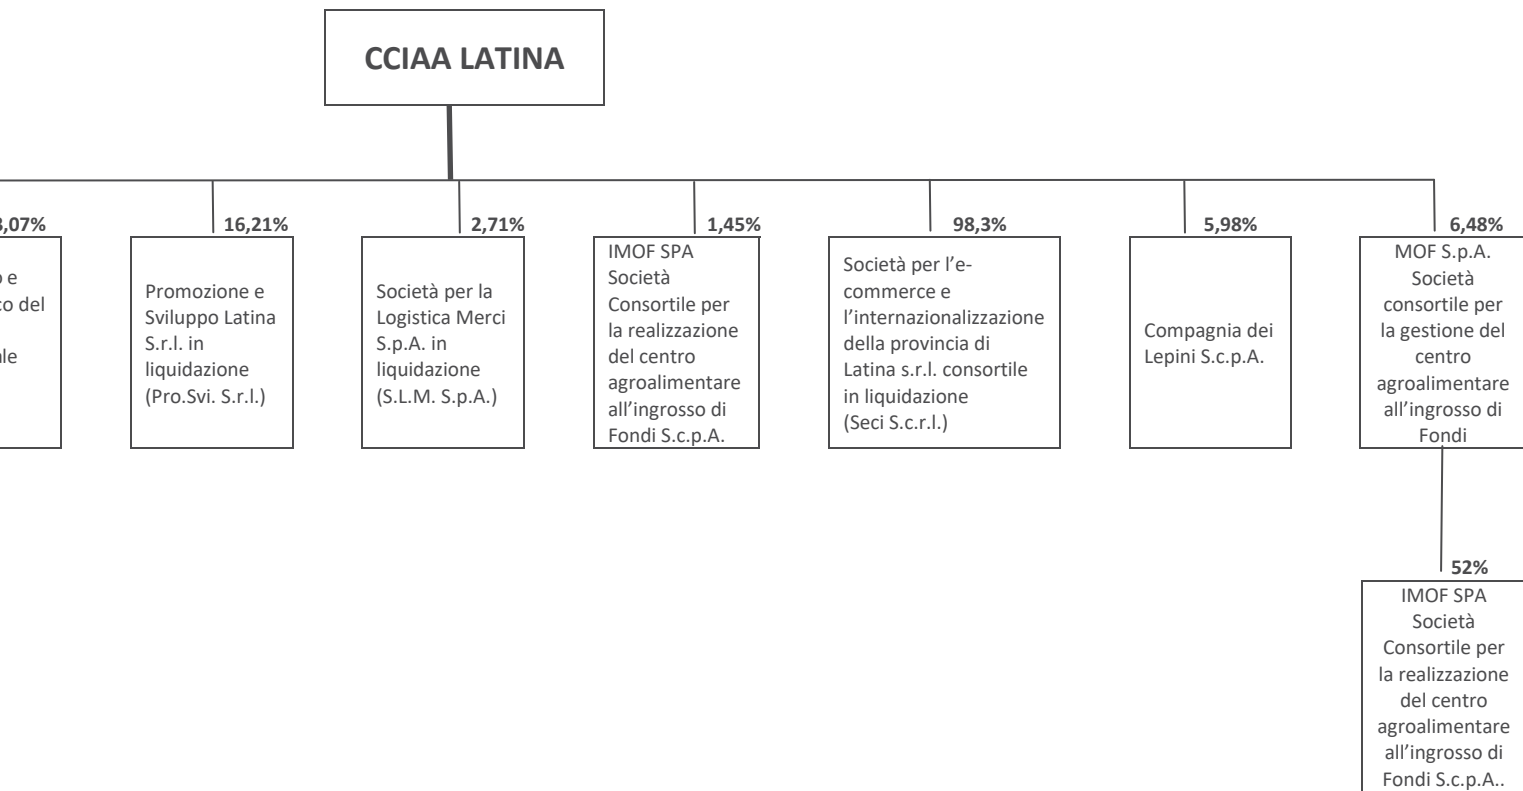 CCIAA LATINA
,07%
16,21%
2,71%
1,45%
98,3%
5,98%
6,48%
e
co del
le
Promozione e
Sviluppo Latina
S.r.l. in
liquidazione
(Pro.Svi. S.r.l.)
Società per la
Logistica Merci
S.p.A. in
liquidazione
(S.L.M. S.p.A.)
IMOF SPA
Società
Consortile per
la realizzazione
del centro
agroalimentare
all’ingrosso di
Fondi S.c.p.A.
Società per l’e-
commerce e
l’internazionalizzazione
della provincia di
Latina s.r.l. consortile
in liquidazione
(Seci S.c.r.l.)
Compagnia dei
Lepini S.c.p.A.
MOF S.p.A.
Società
consortile per
la gestione del
centro
agroalimentare
all’ingrosso di
Fondi
52%
IMOF SPA
Società
Consortile per
la realizzazione
del centro
agroalimentare
all’ingrosso di
Fondi S.c.p.A..